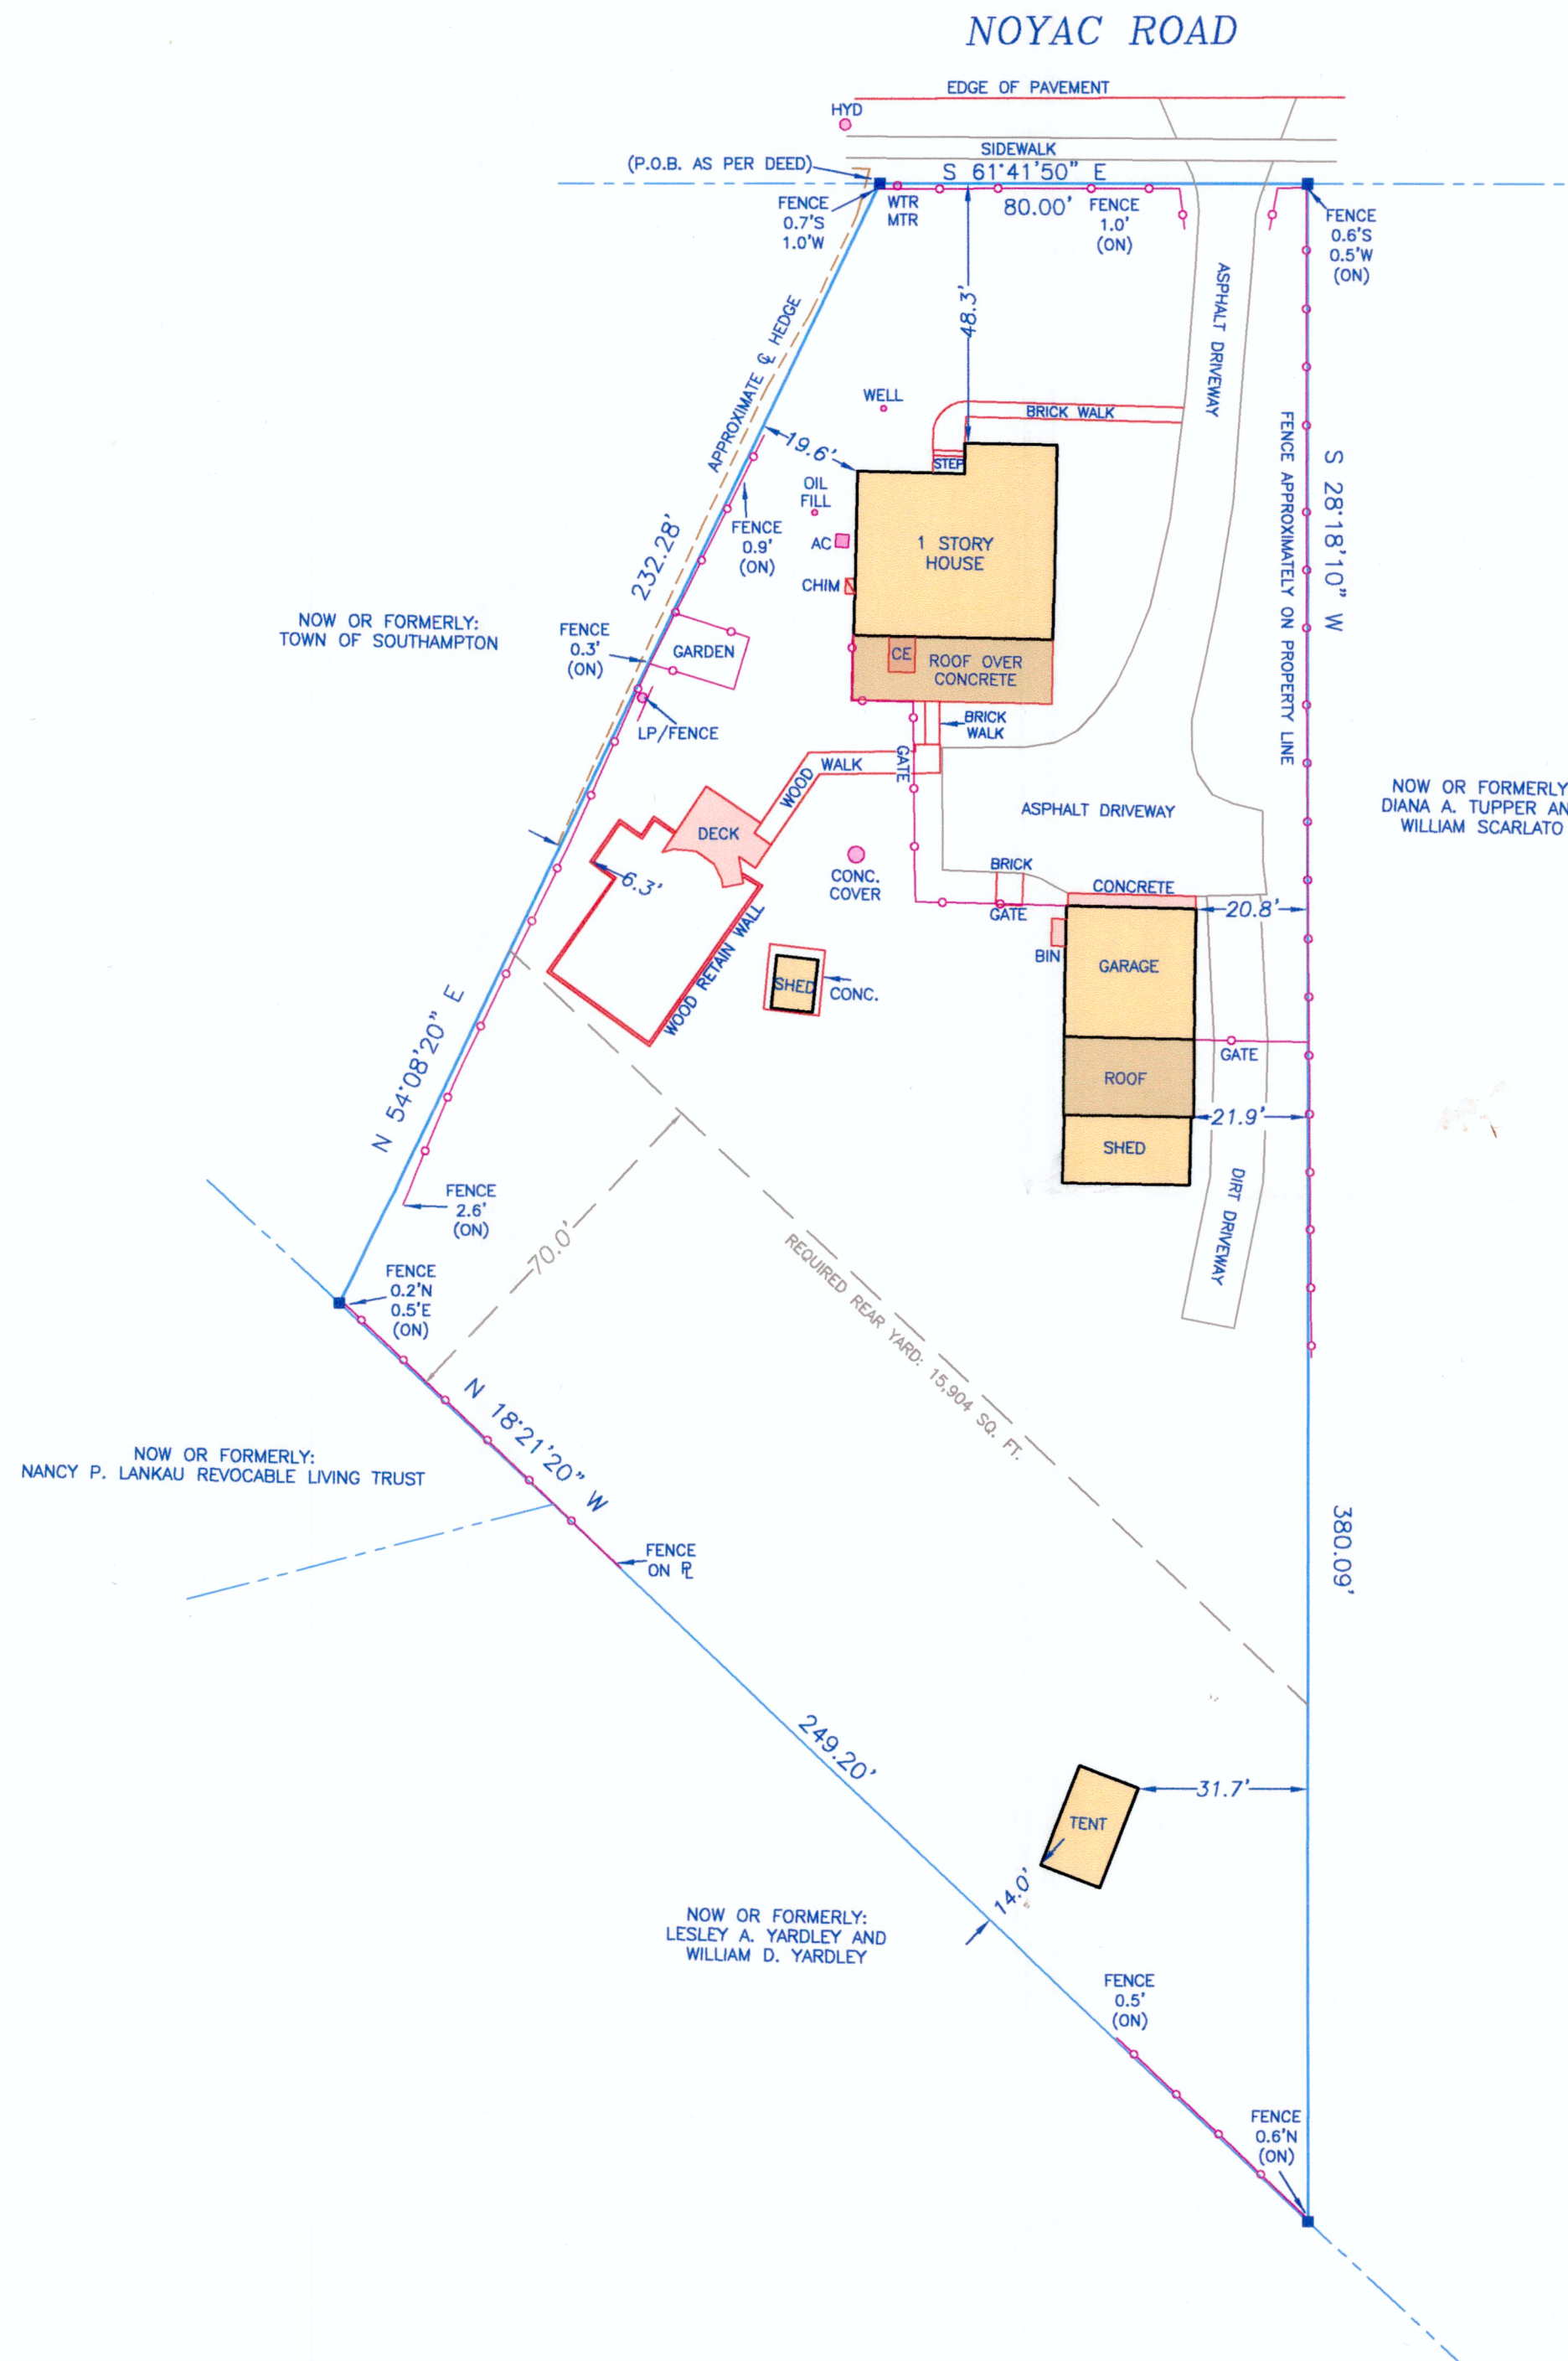 NOYAC ROAD
EDGE OF PAVEMENT
HYD
SIDEWALK
(P.O.B. AS PER DEED)
S 61°41'50" E
80.00'
FENCE
0.7'S
1.0'W
WTR
MTR
FENCE
1.0'
(ON)
FENCE
0.6'S
0.5'W
(ON)
48.3'
ASPHALT DRIVEWAY
APPROXIMATE ℄ HEDGE
WELL
BRICK WALK
19.6'
STEP
OIL
FILL
FENCE
0.9'
(ON)
AC
1 STORY
HOUSE
CHIM
FENCE APPROXIMATELY ON PROPERTY LINE
S 28°18'10" W
232.28'
NOW OR FORMERLY:
TOWN OF SOUTHAMPTON
FENCE
0.3'
(ON)
GARDEN
CE
ROOF OVER
CONCRETE
LP/FENCE
BRICK
WALK
GATE
WOOD WALK
DECK
ASPHALT DRIVEWAY
NOW OR FORMERLY
DIANA A. TUPPER AN
WILLIAM SCARLATO
6.3'
CONC.
COVER
BRICK
GATE
CONCRETE
20.8'
BIN
GARAGE
WOOD RETAIN WALL
SHED
CONC.
GATE
ROOF
21.9'
SHED
DIRT DRIVEWAY
N 54°08'20" E
FENCE
2.6'
(ON)
70.0'
REQUIRED REAR YARD: 15,904 SQ. FT.
FENCE
0.2'N
0.5'E
(ON)
N 18°21'20" W
NOW OR FORMERLY:
NANCY P. LANKAU REVOCABLE LIVING TRUST
FENCE
ON ⅊
380.09'
249.20'
31.7'
TENT
14.0'
NOW OR FORMERLY:
LESLEY A. YARDLEY AND
WILLIAM D. YARDLEY
FENCE
0.5'
(ON)
FENCE
0.6'N
(ON)